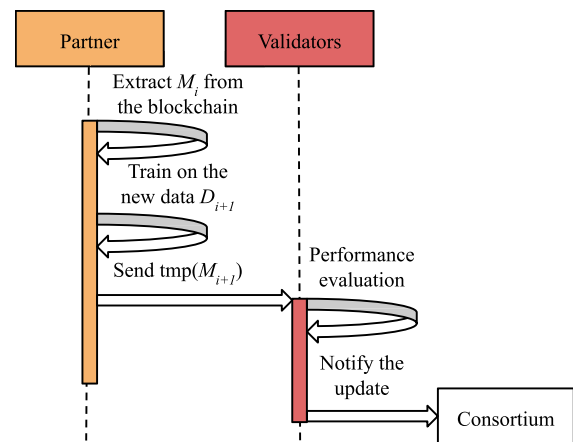 Partner
Validators
Extract M_i from
the blockchain
Train on the
new data D_{i+1}
Send tmp(M_{i+1})
Performance
evaluation
Notify the
update
Consortium